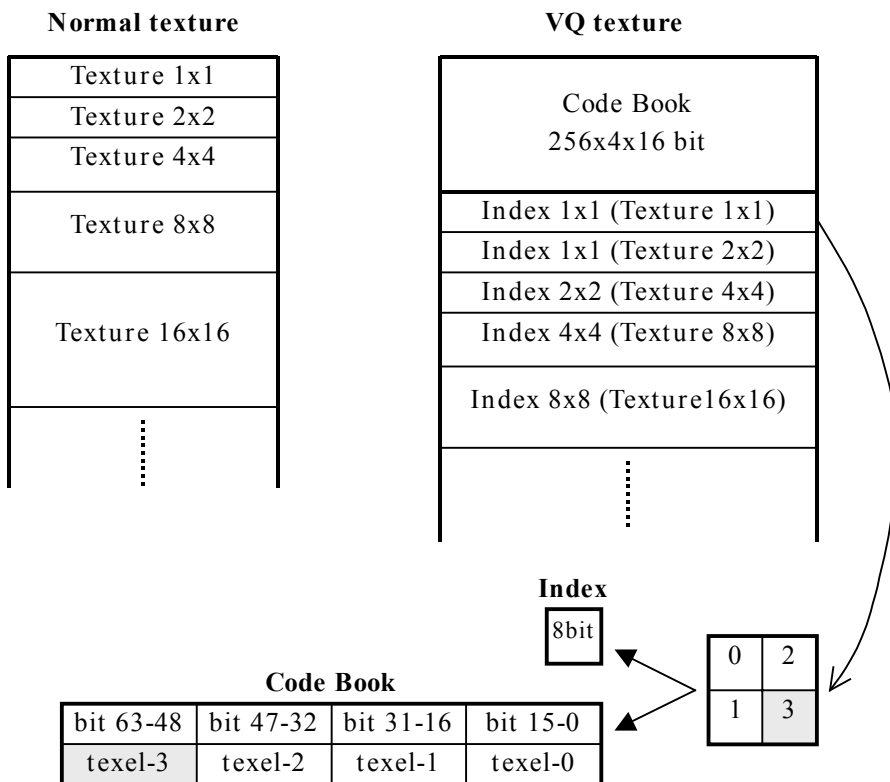 Normal texture
Texture 1x1
Texture 2x2
Texture 4x4
Texture 8x8
Texture 16x16
VQ texture
Code Book
256x4x16 bit
Index 1x1 (Texture 1x1)
Index 1x1 (Texture 2x2)
Index 2x2 (Texture 4x4)
Index 4x4 (Texture 8x8)
Index 8x8 (Texture16x16)
Index
8bit
0 2
1 3
Code Book
bit 63-48 bit 47-32 bit 31-16 bit 15-0
texel-3 texel-2 texel-1 texel-0